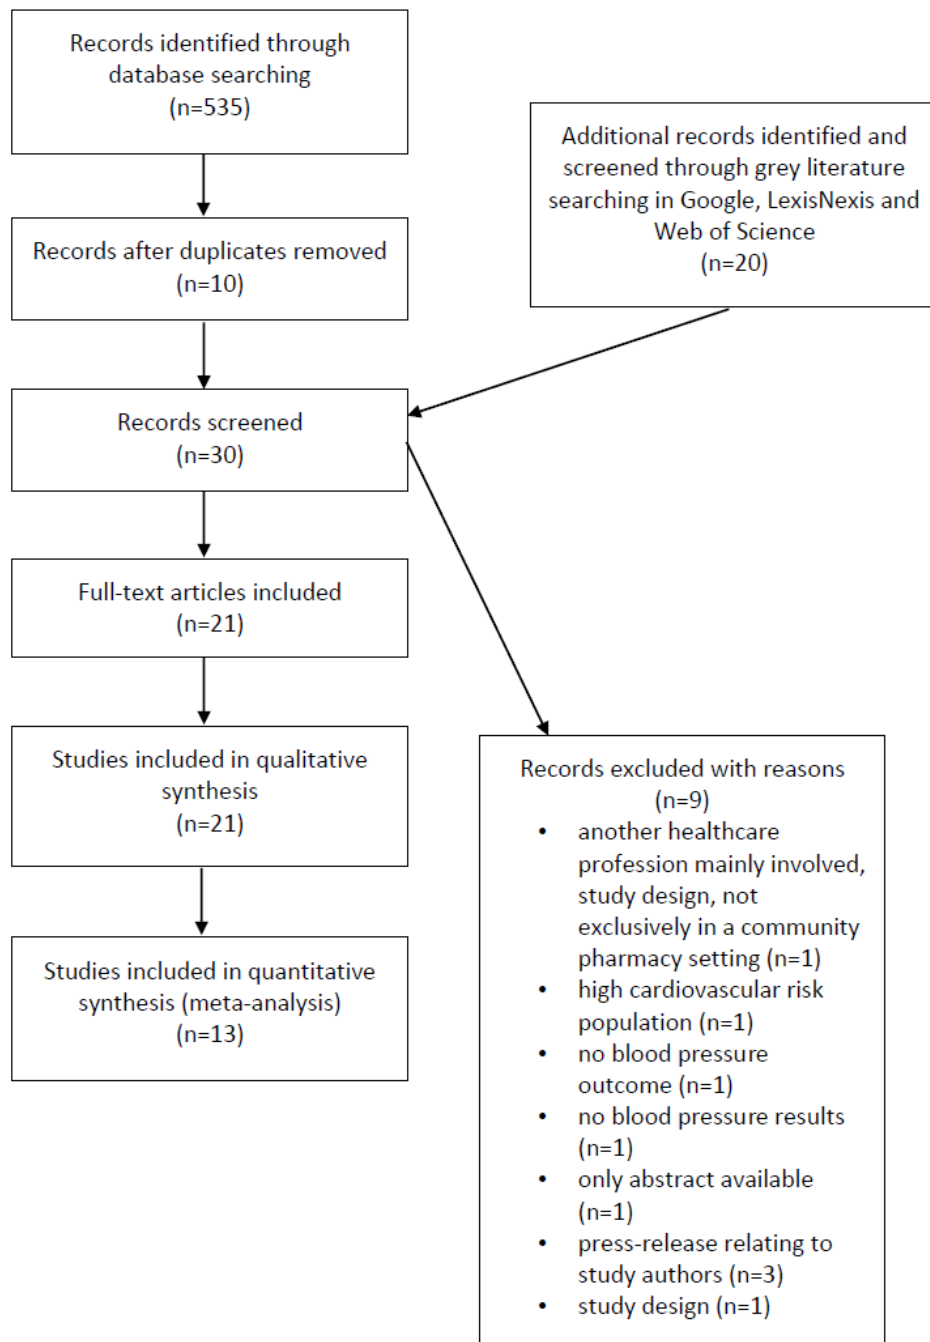 Records identified through
database searching
(n=535)
Additional records identified and
screened through grey literature
searching in Google, LexisNexis and
Web of Science
(n=20)
Records after duplicates removed
(n=10)
Records screened
(n=30)
Full-text articles included
(n=21)
Studies included in qualitative
synthesis
(n=21)
Studies included in quantitative
synthesis (meta-analysis)
(n=13)
Records excluded with reasons
(n=9)
• another healthcare
profession mainly involved,
study design, not
exclusively in a community
pharmacy setting (n=1)
• high cardiovascular risk
population (n=1)
• no blood pressure
outcome (n=1)
• no blood pressure results
(n=1)
• only abstract available
(n=1)
• press-release relating to
study authors (n=3)
• study design (n=1)